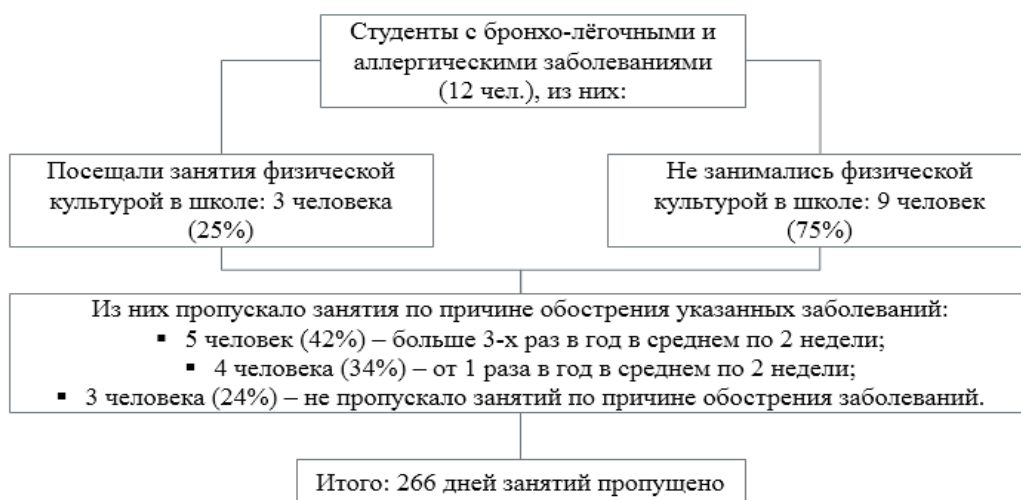 Студенты с бронхо-лёгочными и
аллергическими заболеваниями
(12 чел.), из них:
Посещали занятия физической
культурой в школе: 3 человека
(25%)
Не занимались физической
культурой в школе: 9 человек
(75%)
Из них пропускало занятия по причине обострения указанных заболеваний:
▪ 5 человек (42%) – больше 3-х раз в год в среднем по 2 недели;
▪ 4 человека (34%) – от 1 раза в год в среднем по 2 недели;
▪ 3 человека (24%) – не пропускало занятий по причине обострения заболеваний.
Итого: 266 дней занятий пропущено